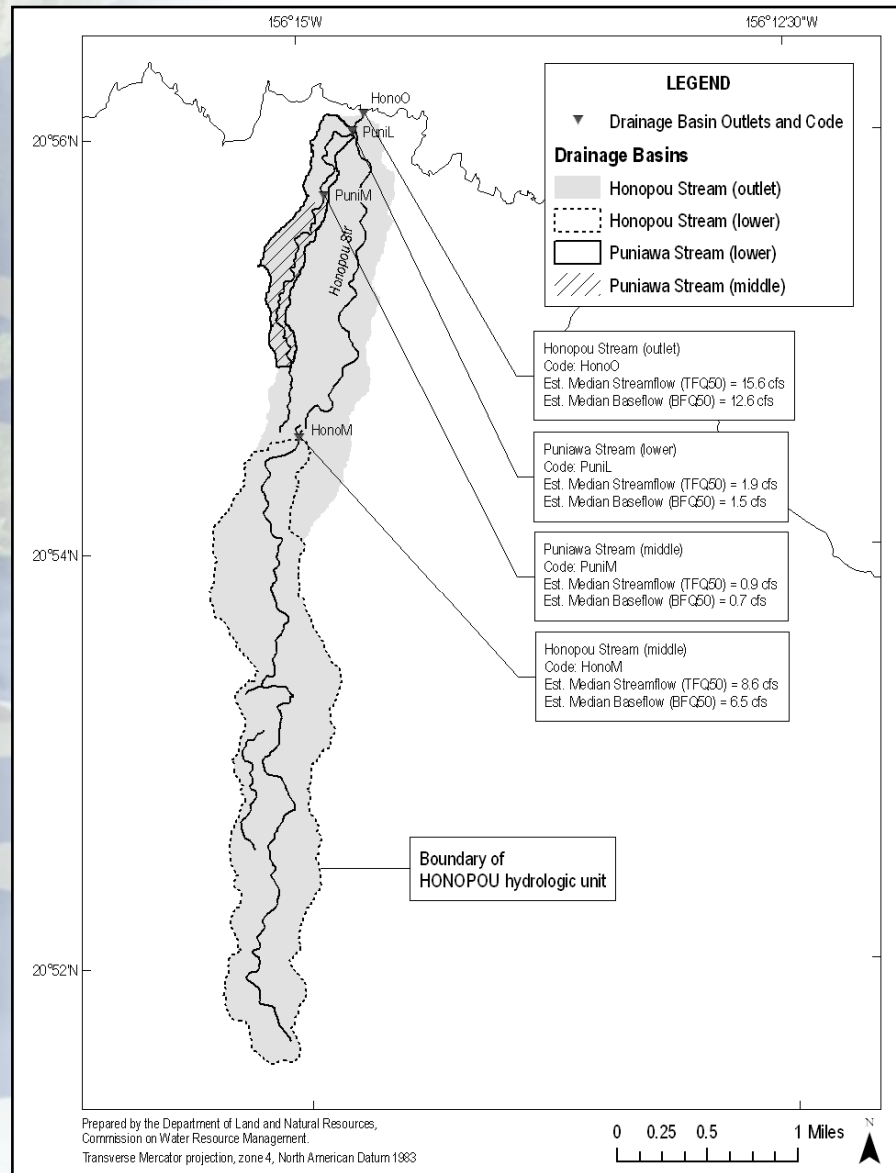 156°15'W
156°12'30"W
HonoO
PuniL
20°56'N
PuniM
Honopou Str
LEGEND
Drainage Basin Outlets and Code
Drainage Basins
Honopou Stream (outlet)
Honopou Stream (lower)
Puniawa Stream (lower)
Puniawa Stream (middle)
Honopou Stream (outlet)
Code: HonoO
Est. Median Streamflow (TFQ50) = 15.6 cfs
Est. Median Baseflow (BFQ50) = 12.6 cfs
Puniawa Stream (lower)
Code: PuniL
Est. Median Streamflow (TFQ50) = 1.9 cfs
Est. Median Baseflow (BFQ50) = 1.5 cfs
HonoM
Puniawa Stream (middle)
Code: PuniM
Est. Median Streamflow (TFQ50) = 0.9 cfs
Est. Median Baseflow (BFQ50) = 0.7 cfs
20°54'N
Honopou Stream (middle)
Code: HonoM
Est. Median Streamflow (TFQ50) = 8.6 cfs
Est. Median Baseflow (BFQ50) = 6.5 cfs
Boundary of
HONOPOU hydrologic unit
20°52'N
Prepared by the Department of Land and Natural Resources,
Commission on Water Resource Management.
Transverse Mercator projection, zone 4, North American Datum 1983
0 0.25 0.5 1 Miles
N